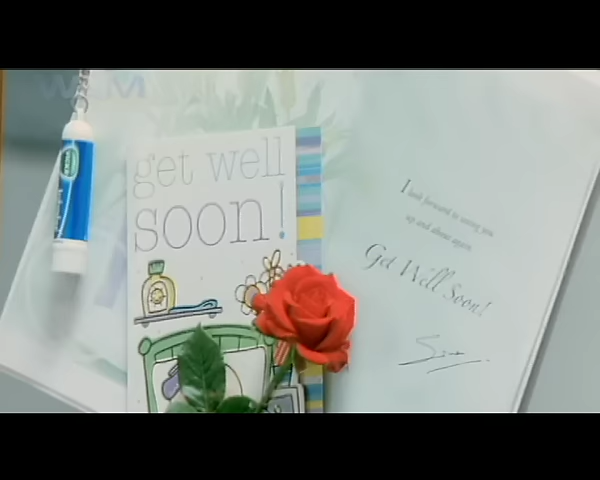 get well
soon!
I look forward to seeing you
up and about again.
Get Well Soon!